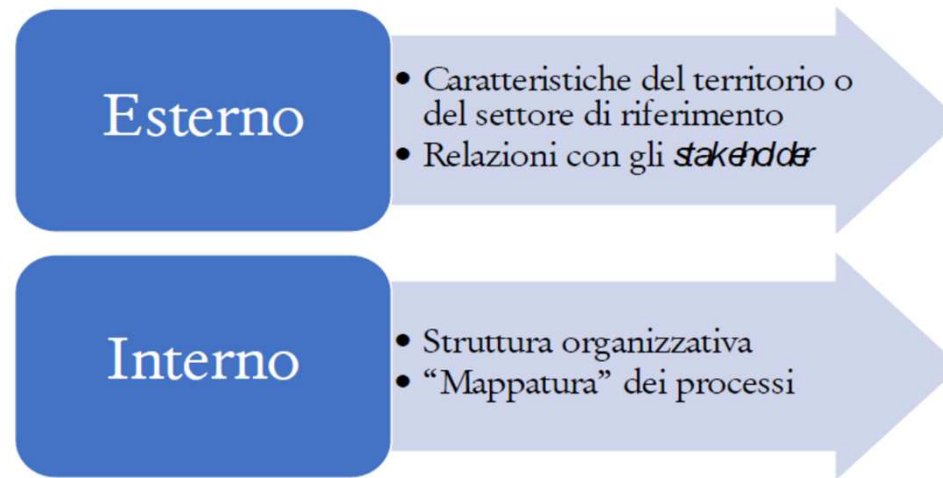 Esterno
• Caratteristiche del territorio o
del settore di riferimento
• Relazioni con gli stakeholder
Interno
• Struttura organizzativa
• “Mappatura” dei processi